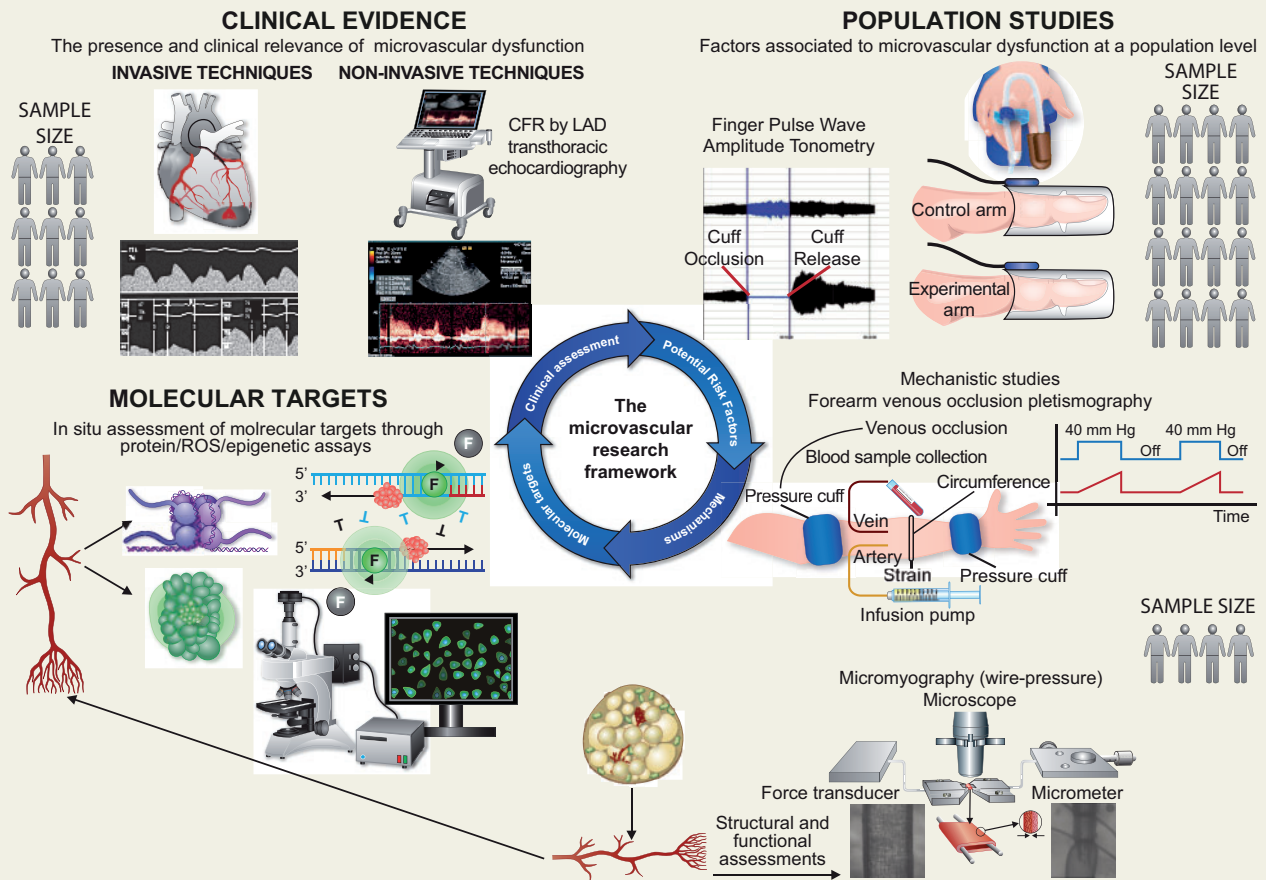 CLINICAL EVIDENCE
The presence and clinical relevance of microvascular dysfunction
INVASIVE TECHNIQUES
NON-INVASIVE TECHNIQUES
SAMPLE
SIZE
CFR by LAD
transthoracic
echocardiography
POPULATION STUDIES
Factors associated to microvascular dysfunction at a population level
SAMPLE
SIZE
Finger Pulse Wave
Amplitude Tonometry
Cuff
Occlusion
Cuff
Release
Control arm
Experimental
arm
Clinical assessment
Potential Risk Factors
Mechanisms
Molecular targets
The
microvascular
research
framework
MOLECULAR TARGETS
In situ assessment of molrecular targets through
protein/ROS/epigenetic assays
F
5'
3'
F
5'
3'
F
F
Mechanistic studies
Forearm venous occlusion pletismography
Venous occlusion
Blood sample collection
Circumference
Pressure cuff
Vein
Artery
Strain
Pressure cuff
Infusion pump
40 mm Hg
40 mm Hg
Off
Off
Time
SAMPLE SIZE
Micromyography (wire-pressure)
Microscope
Force transducer
Micrometer
Structural and
functional
assessments